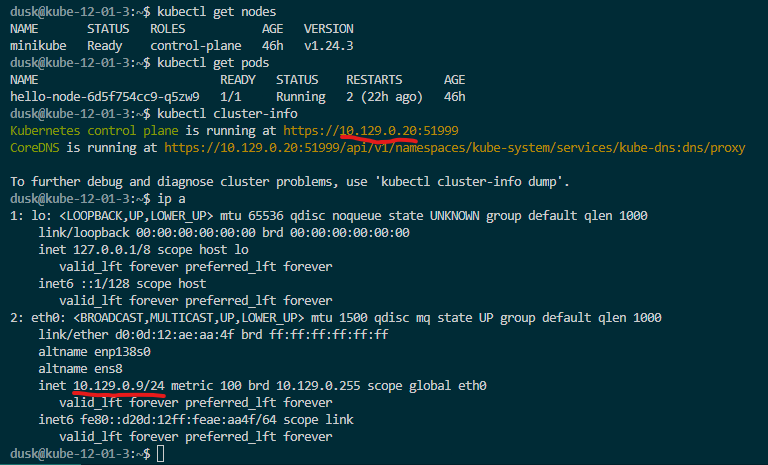 dusk@kube-12-01-3:~$ kubectl get nodes
NAME       STATUS   ROLES           AGE   VERSION
minikube   Ready    control-plane   46h   v1.24.3
dusk@kube-12-01-3:~$ kubectl get pods
NAME                          READY   STATUS    RESTARTS      AGE
hello-node-6d5f754cc9-q5zw9   1/1     Running   2 (22h ago)   46h
dusk@kube-12-01-3:~$ kubectl cluster-info
Kubernetes control plane is running at https://10.129.0.20:51999
CoreDNS is running at https://10.129.0.20:51999/api/v1/namespaces/kube-system/services/kube-dns:dns/proxy

To further debug and diagnose cluster problems, use 'kubectl cluster-info dump'.
dusk@kube-12-01-3:~$ ip a
1: lo: <LOOPBACK,UP,LOWER_UP> mtu 65536 qdisc noqueue state UNKNOWN group default qlen 1000
    link/loopback 00:00:00:00:00:00 brd 00:00:00:00:00:00
    inet 127.0.0.1/8 scope host lo
       valid_lft forever preferred_lft forever
    inet6 ::1/128 scope host
       valid_lft forever preferred_lft forever
2: eth0: <BROADCAST,MULTICAST,UP,LOWER_UP> mtu 1500 qdisc mq state UP group default qlen 1000
    link/ether d0:0d:12:ae:aa:4f brd ff:ff:ff:ff:ff:ff
    altname enp138s0
    altname ens8
    inet 10.129.0.9/24 metric 100 brd 10.129.0.255 scope global eth0
       valid_lft forever preferred_lft forever
    inet6 fe80::d20d:12ff:feae:aa4f/64 scope link
       valid_lft forever preferred_lft forever
dusk@kube-12-01-3:~$